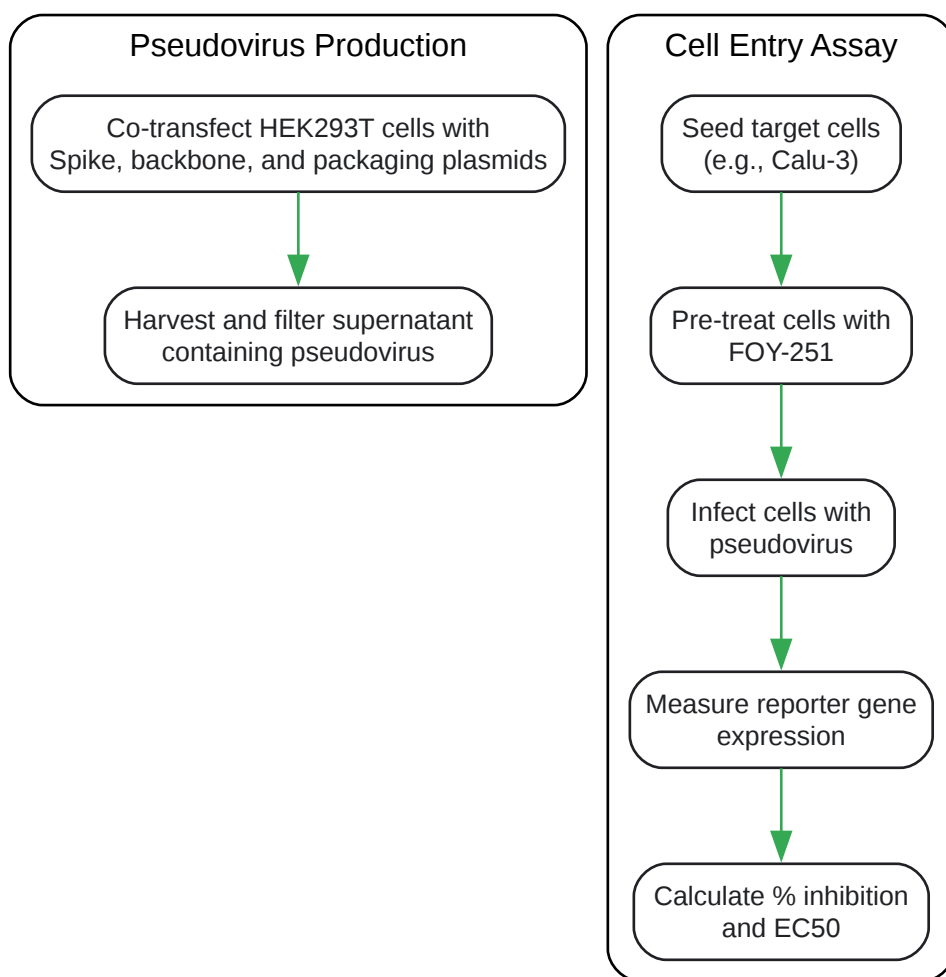 Pseudovirus Production
Co-transfect HEK293T cells with
Spike, backbone, and packaging plasmids
Harvest and filter supernatant
containing pseudovirus
Cell Entry Assay
Seed target cells
(e.g., Calu-3)
Pre-treat cells with
FOY-251
Infect cells with
pseudovirus
Measure reporter gene
expression
Calculate % inhibition
and EC50